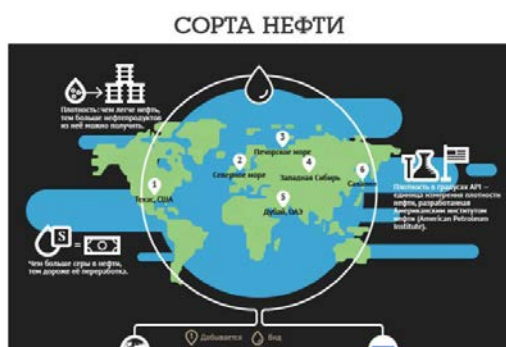 СОРТА НЕФТИ
Плотность: чем легче нефть,
тем больше нефтепродуктов
из неё можно получить.
3
Печорское море
2
Северное море
4
Западная Сибирь
6
Сахалин
1
Техас, США
5
Дубай, ОАЭ
Плотность в градусах API —
единица измерения плотности
нефти, разработанная
Американским институтом
нефти (American Petroleum
Institute).
S
=
Чем больше серы в нефти,
тем дороже её переработка.
1 Добывается
Вид